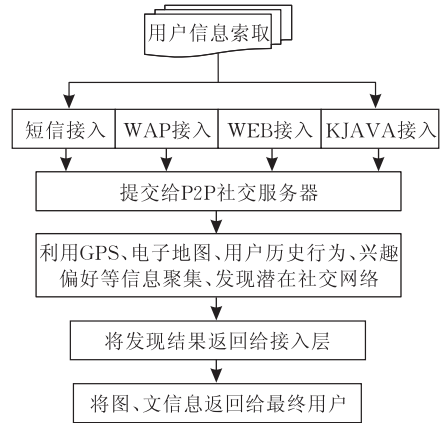 用户信息索取
短信接入
WAP接入
WEB接入
KJAVA接入
提交给P2P社交服务器
利用GPS、电子地图、用户历史行为、兴趣
偏好等信息聚集、发现潜在社交网络
将发现结果返回给接入层
将图、文信息返回给最终用户